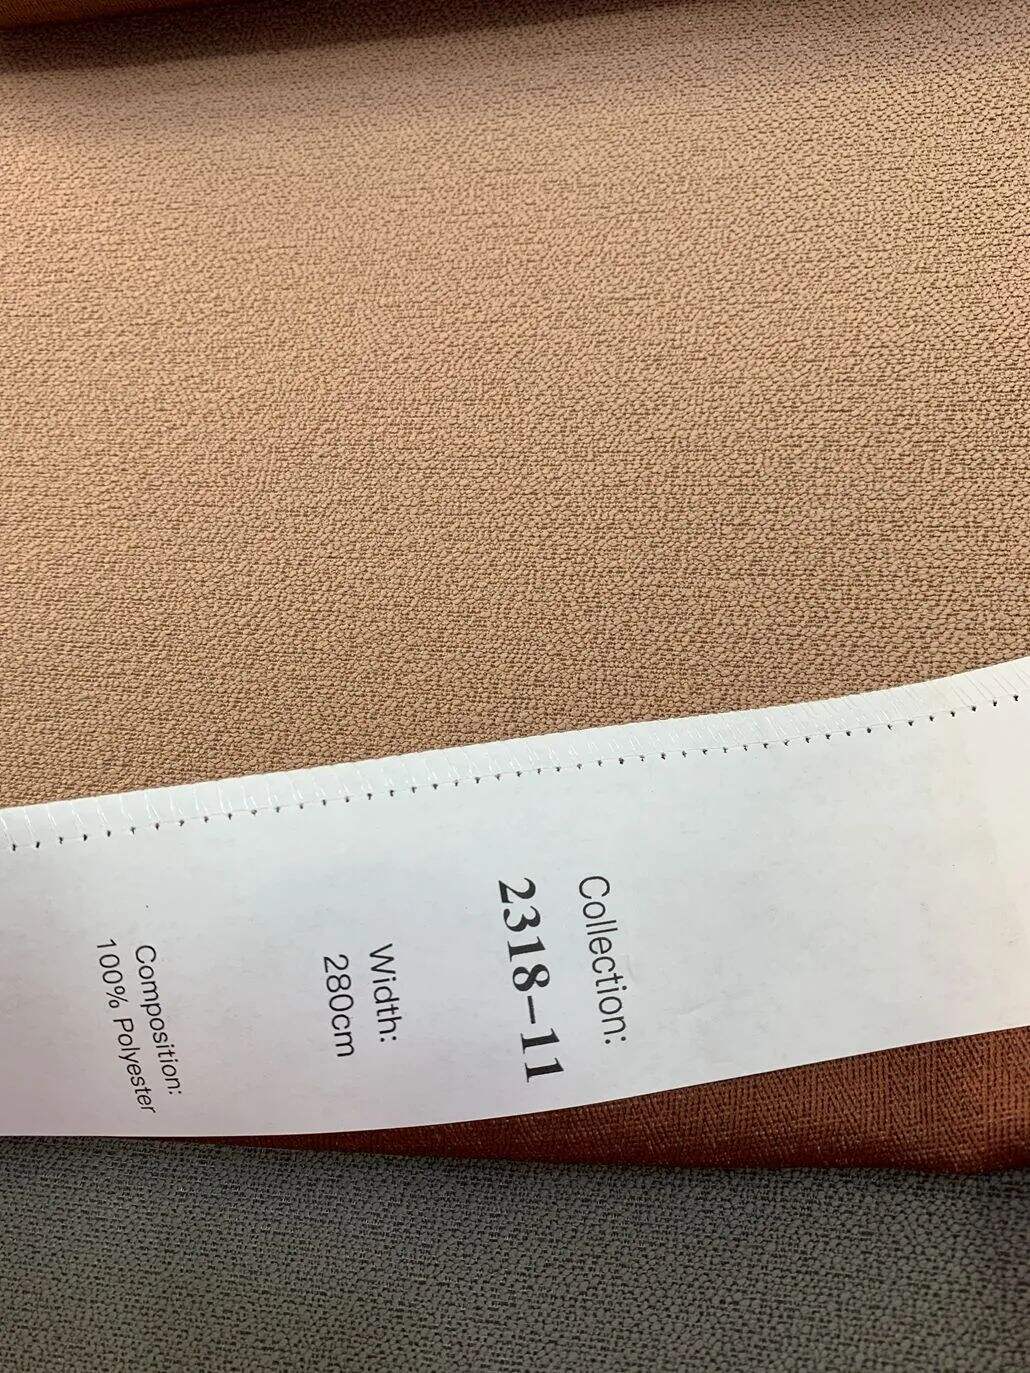 Collection:
2318-11
Width:
280cm
Composition:
100% Polyester